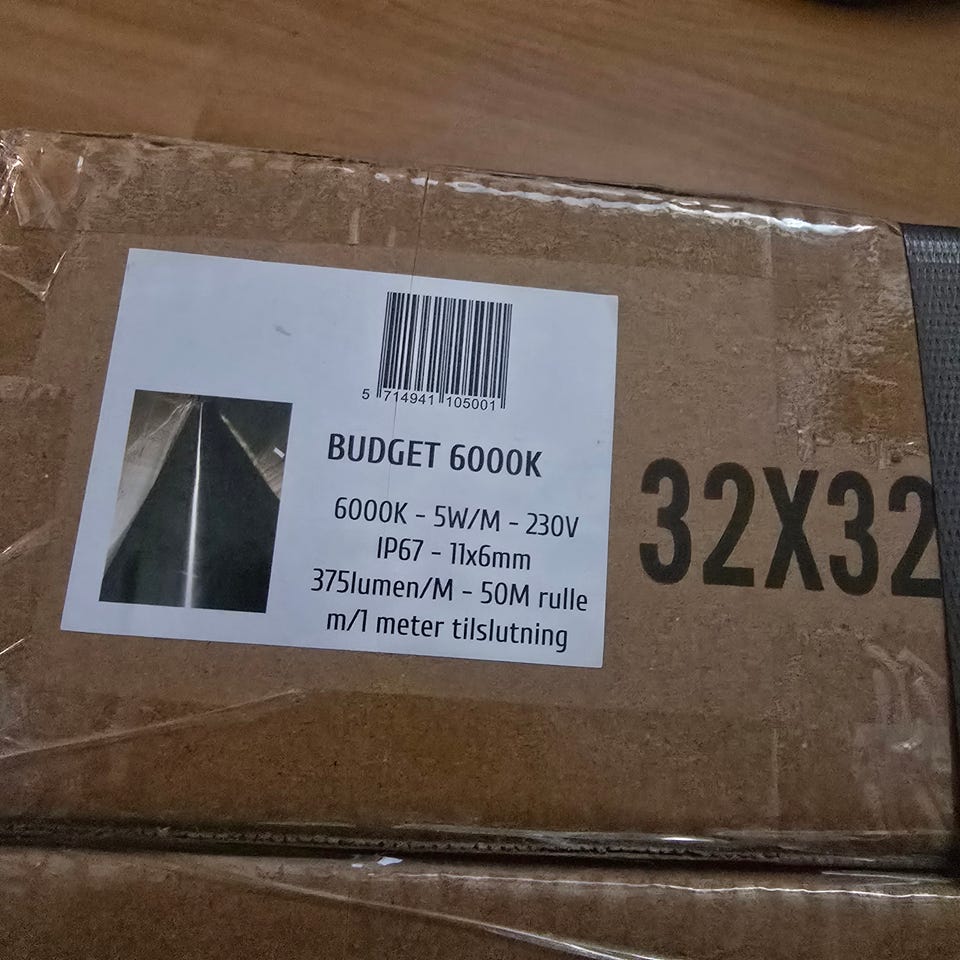 5 714941 105001
BUDGET 6000K
6000K - 5W/M - 230V
IP67 - 11x6mm
375lumen/M - 50M rulle
m/1 meter tilslutning
32X32